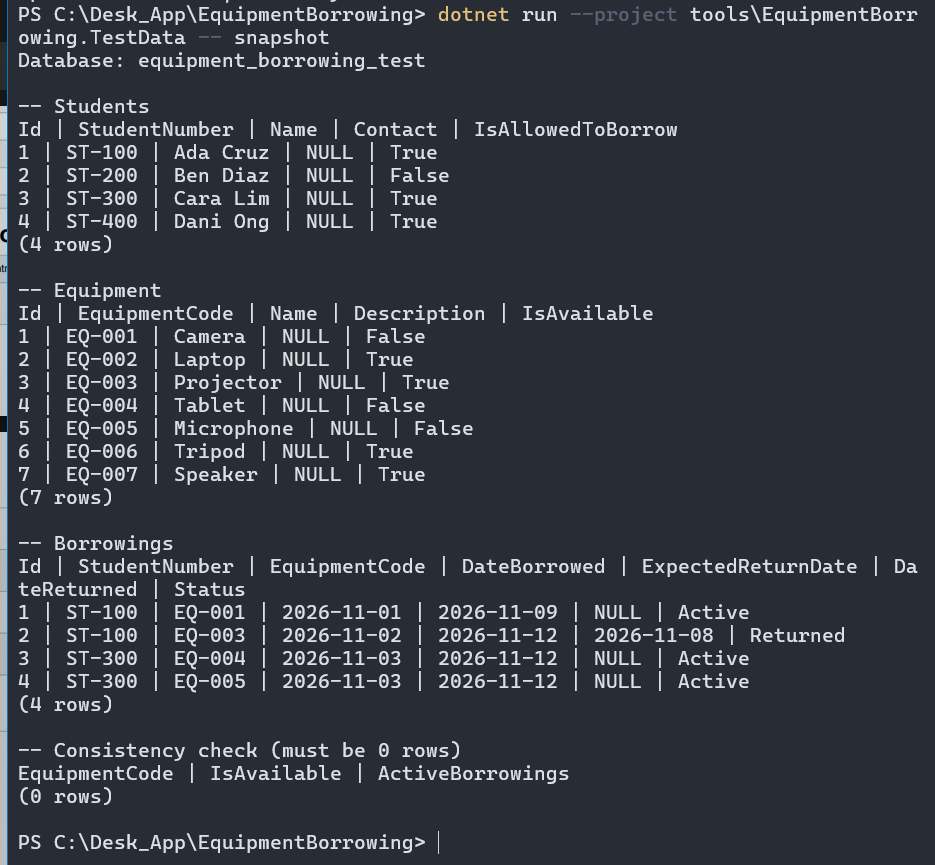 PS C:\Desk_App\EquipmentBorrowing> dotnet run --project tools\EquipmentBorr
owing.TestData -- snapshot
Database: equipment_borrowing_test
-- Students
Id | StudentNumber | Name | Contact | IsAllowedToBorrow
1 | ST-100 | Ada Cruz | NULL | True
2 | ST-200 | Ben Diaz | NULL | False
3 | ST-300 | Cara Lim | NULL | True
4 | ST-400 | Dani Ong | NULL | True
(4 rows)
-- Equipment
Id | EquipmentCode | Name | Description | IsAvailable
1 | EQ-001 | Camera | NULL | False
2 | EQ-002 | Laptop | NULL | True
3 | EQ-003 | Projector | NULL | True
4 | EQ-004 | Tablet | NULL | False
5 | EQ-005 | Microphone | NULL | False
6 | EQ-006 | Tripod | NULL | True
7 | EQ-007 | Speaker | NULL | True
(7 rows)
-- Borrowings
Id | StudentNumber | EquipmentCode | DateBorrowed | ExpectedReturnDate | Da
teReturned | Status
1 | ST-100 | EQ-001 | 2026-11-01 | 2026-11-09 | NULL | Active
2 | ST-100 | EQ-003 | 2026-11-02 | 2026-11-12 | 2026-11-08 | Returned
3 | ST-300 | EQ-004 | 2026-11-03 | 2026-11-12 | NULL | Active
4 | ST-300 | EQ-005 | 2026-11-03 | 2026-11-12 | NULL | Active
(4 rows)
-- Consistency check (must be 0 rows)
EquipmentCode | IsAvailable | ActiveBorrowings
(0 rows)
PS C:\Desk_App\EquipmentBorrowing>